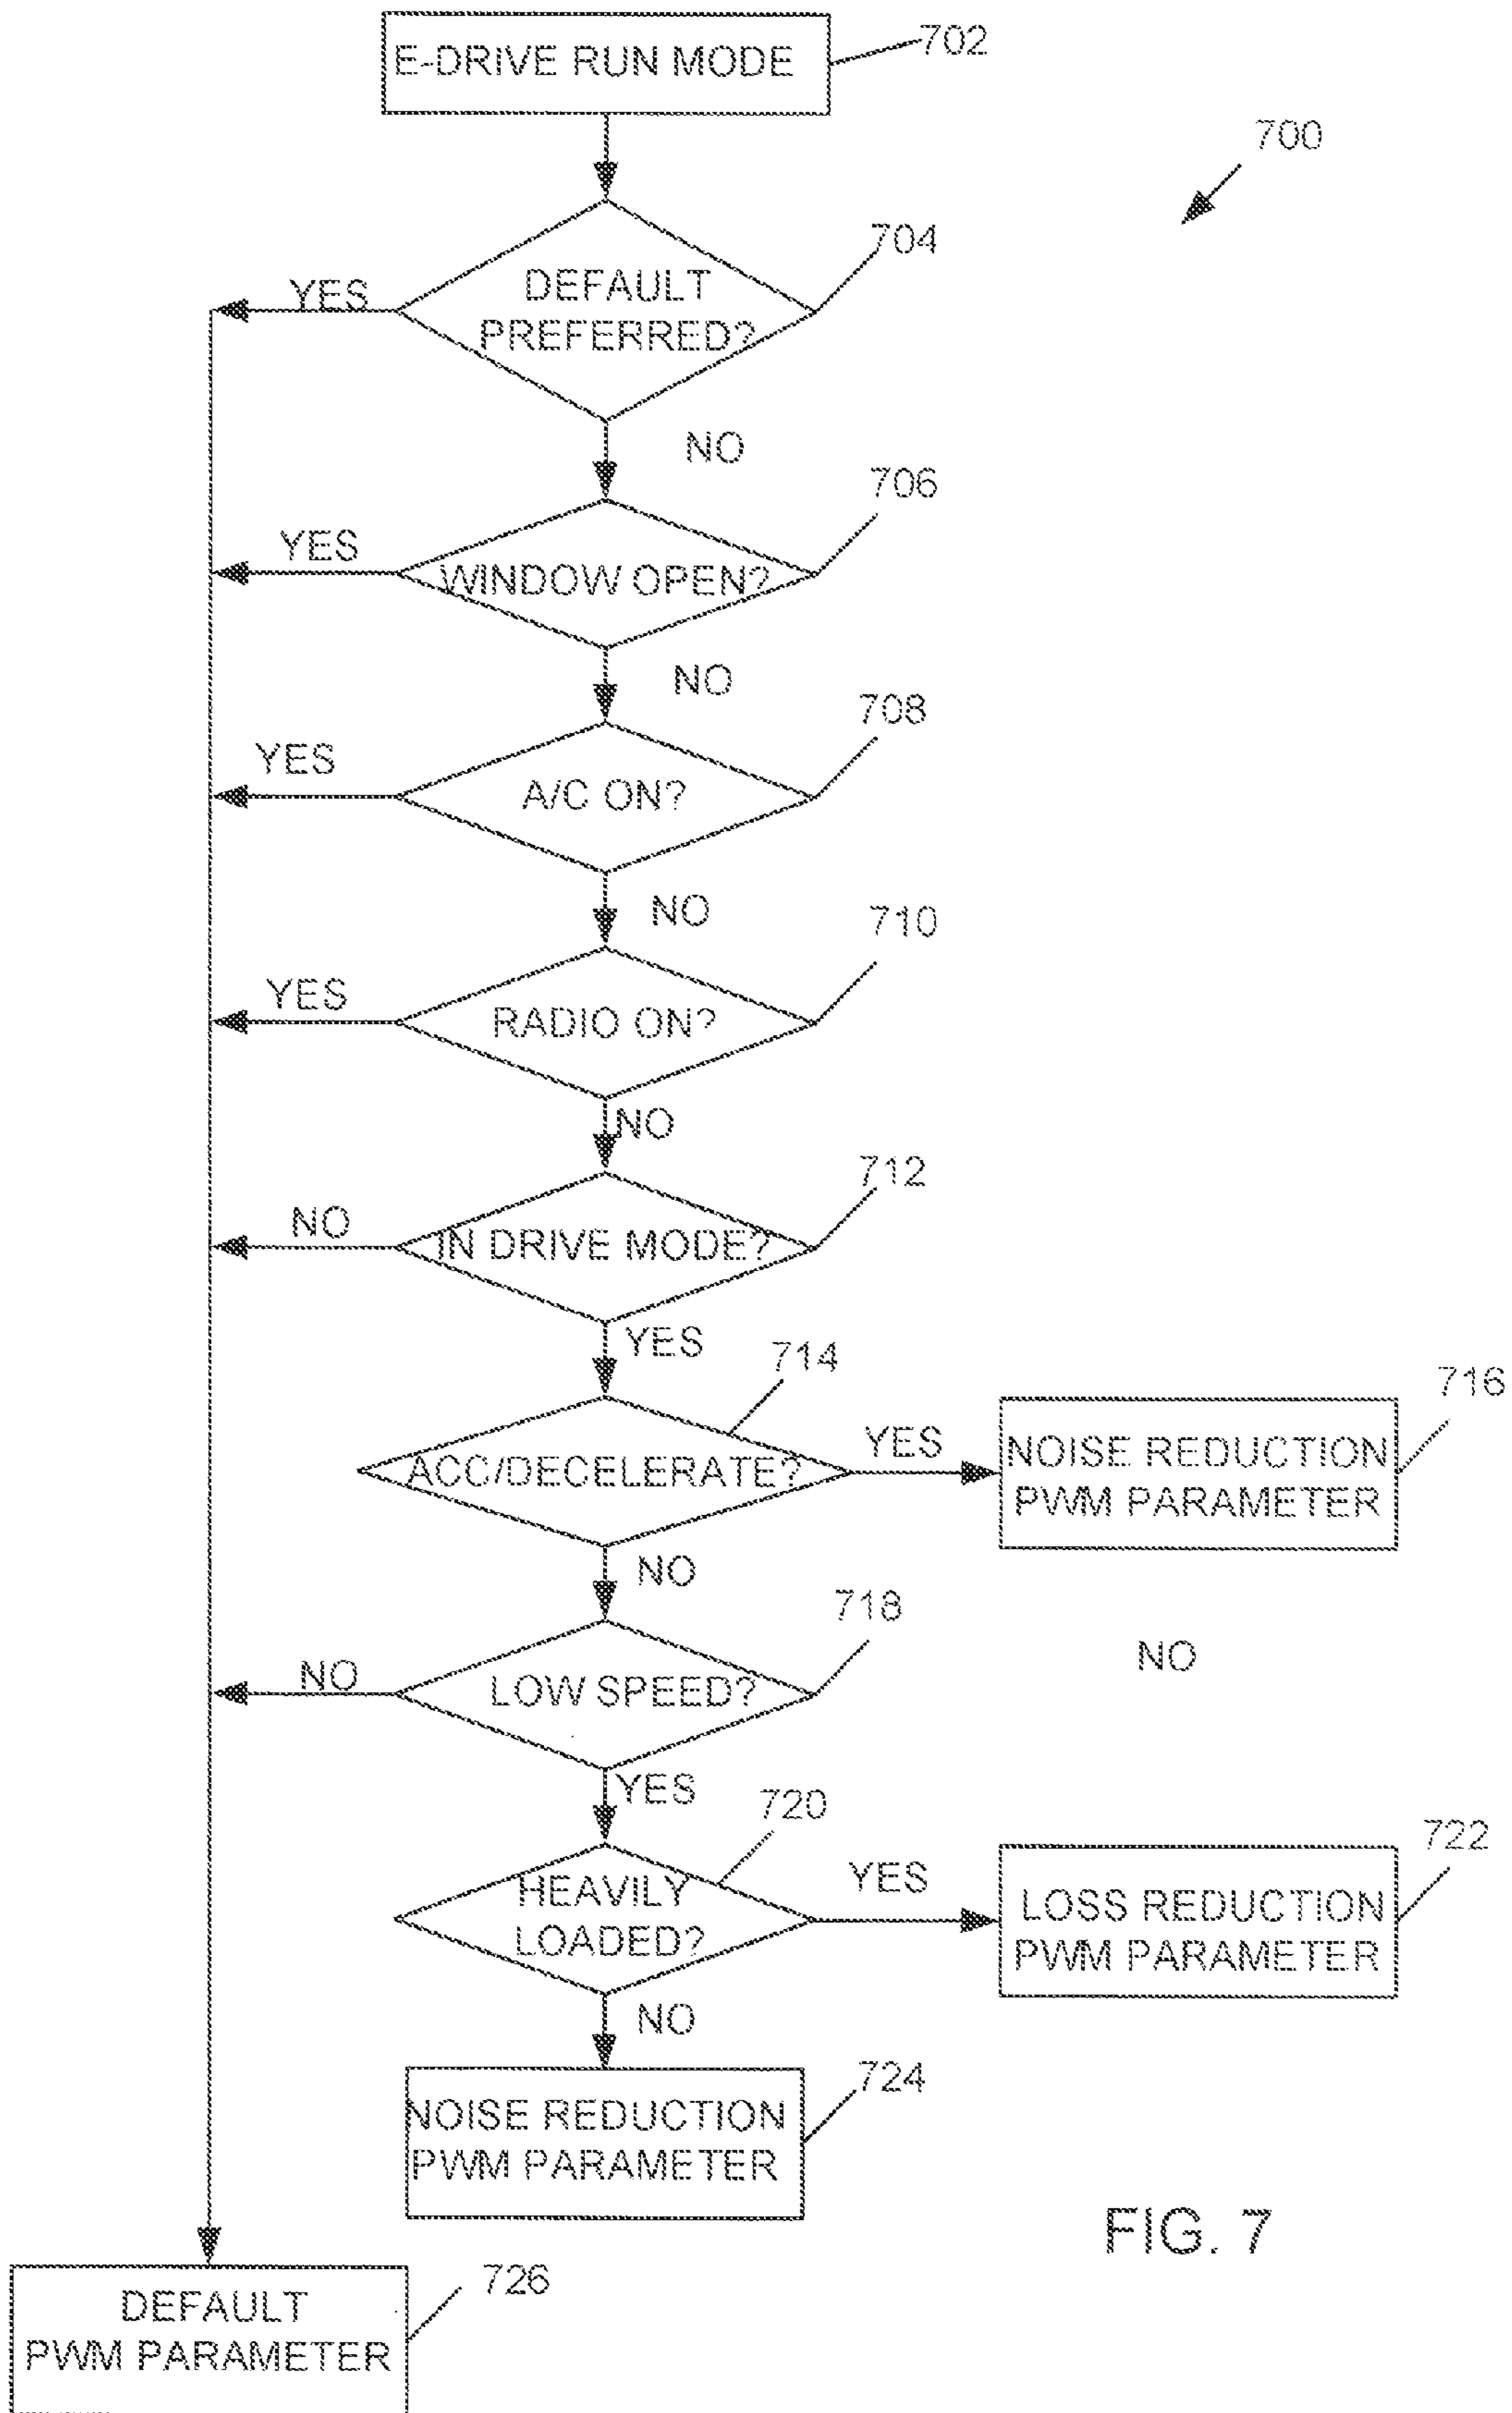 E-DRIVE RUN MODE
702
700
704
DEFAULT
PREFERRED?
YES
NO
706
YES
WINDOW OPEN?
NO
708
YES
A/C ON?
NO
710
YES
RADIO ON?
NO
712
NO
IN DRIVE MODE?
YES
714
716
ACC/DECELERATE?
YES
NOISE REDUCTION
PWM PARAMETER
NO
718
NO
NO
LOW SPEED?
YES
720
722
HEAVILY
LOADED?
YES
LOSS REDUCTION
PWM PARAMETER
NO
724
NOISE REDUCTION
PWM PARAMETER
FIG. 7
726
DEFAULT
PWM PARAMETER